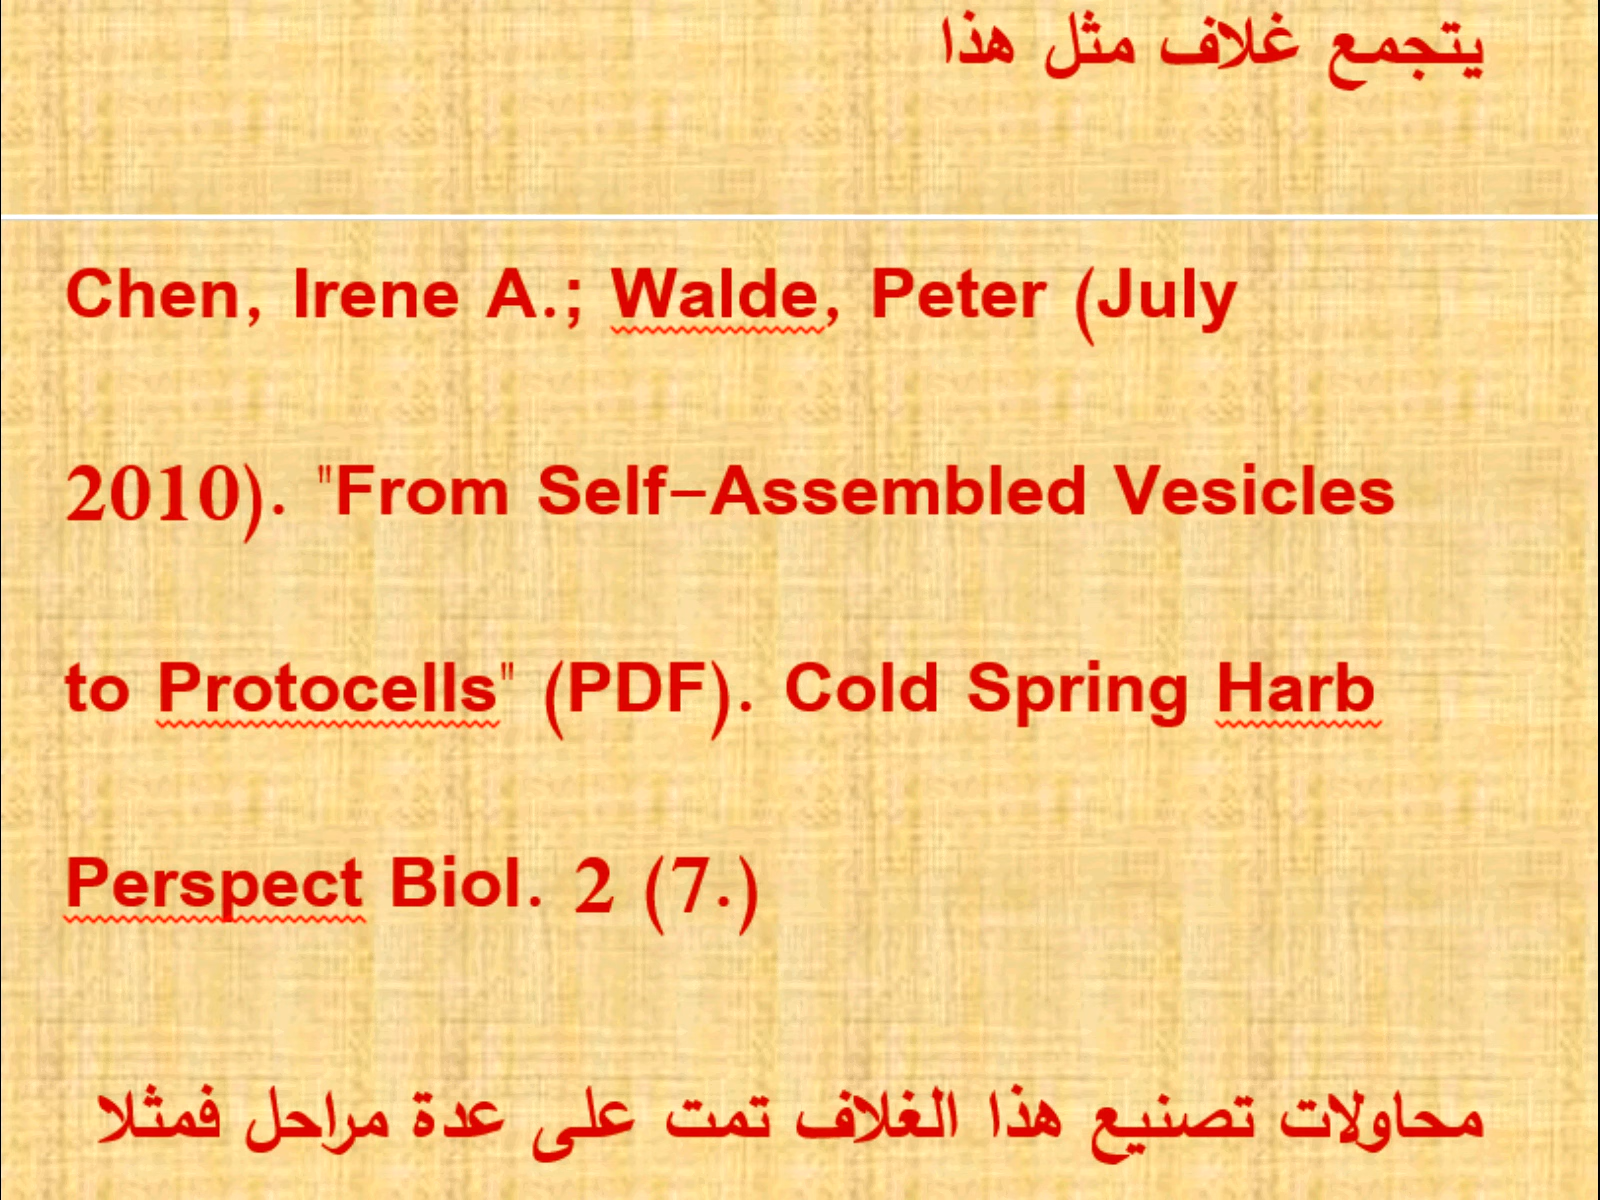 يتجمع غلاف مثل هذا
Chen, Irene A.; Walde, Peter (July
2010). "From Self-Assembled Vesicles
to Protocells" (PDF). Cold Spring Harb
Perspect Biol. 2 (7.)
محاولات تصنيع هذا الغلاف تمت على عدة مراحل فمثلا